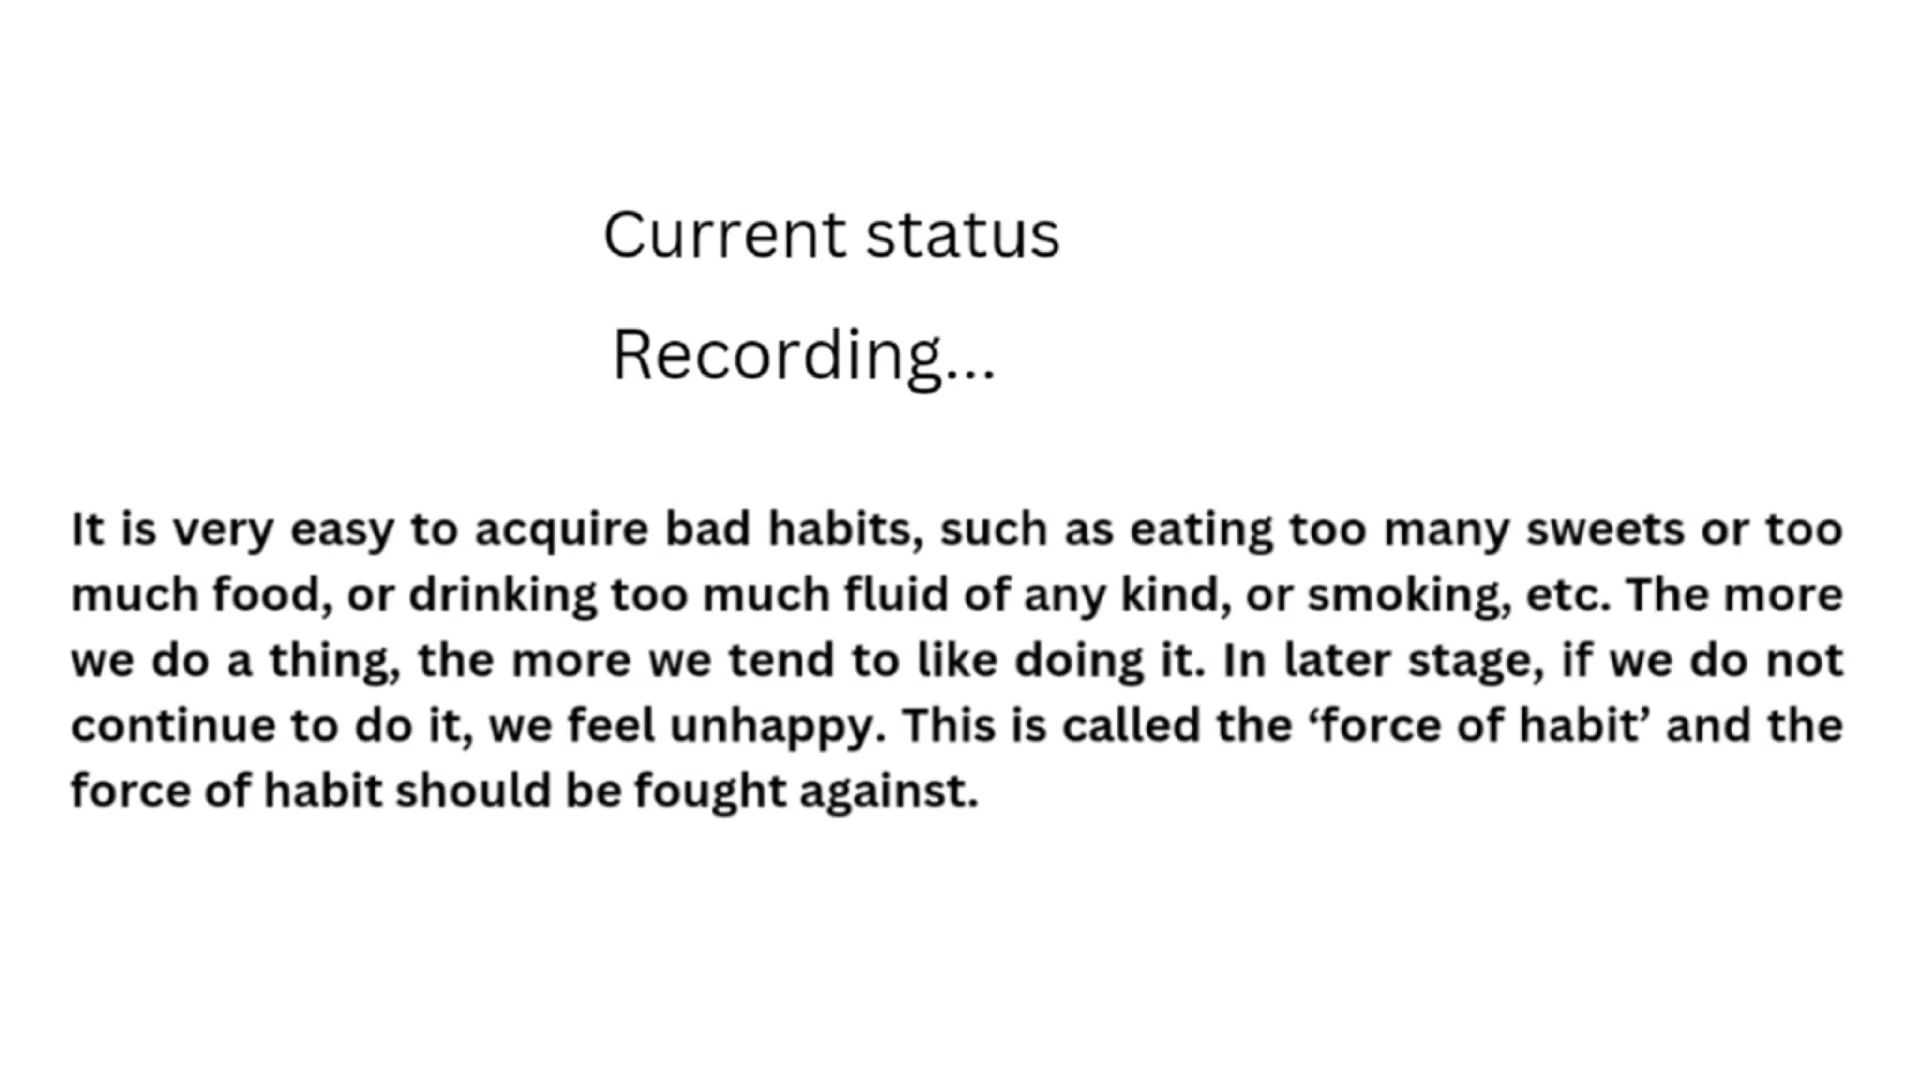 Current status
Recording...
It is very easy to acquire bad habits, such as eating too many sweets or too
much food, or drinking too much fluid of any kind, or smoking, etc. The more
we do a thing, the more we tend to like doing it. In later stage, if we do not
continue to do it, we feel unhappy. This is called the ‘force of habit’ and the
force of habit should be fought against.